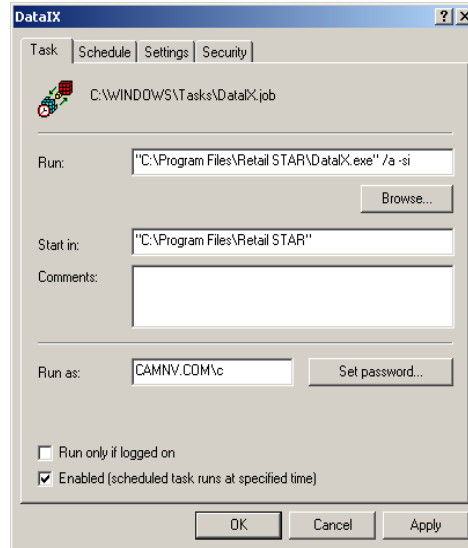 DataIX
Task Schedule Settings Security
C:\WINDOWS\Tasks\DataIX.job
Run: "C:\Program Files\Retail STAR\DataIX.exe" /a -si
Browse...
Start in: "C:\Program Files\Retail STAR"
Comments:
Run as: CAMNV.COM\c Set password...
Run only if logged on
Enabled (scheduled task runs at specified time)
OK Cancel Apply